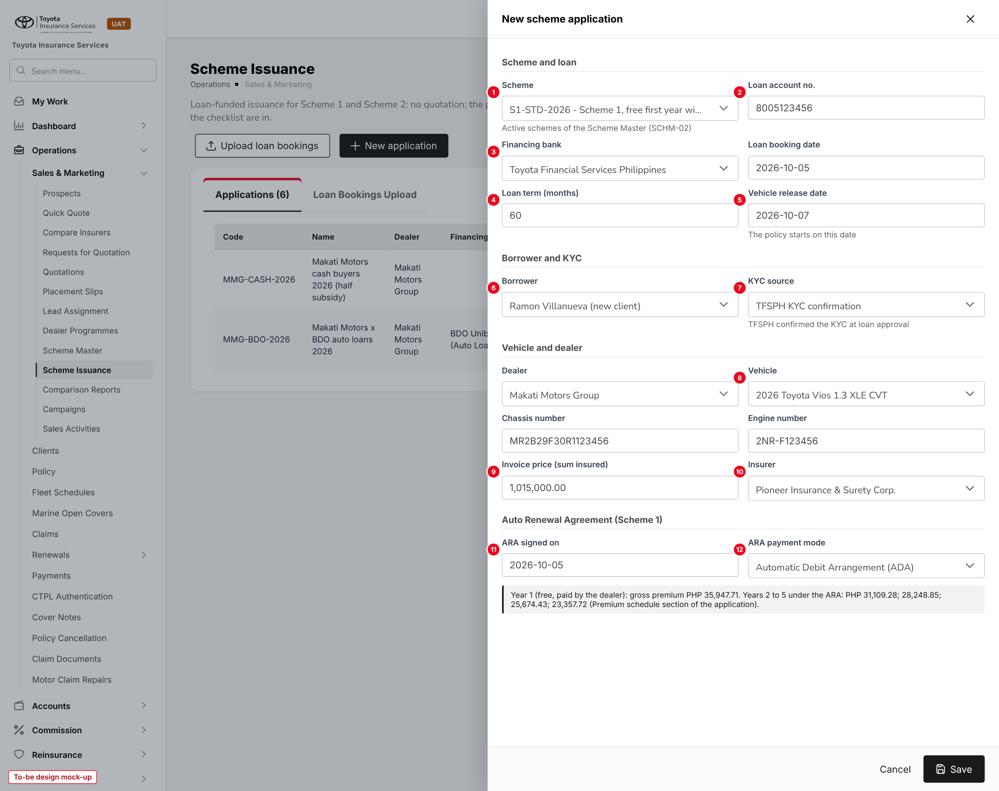 Toyota
Insurance Services
UAT
Toyota Insurance Services
Search menu...
My Work
Dashboard
Operations
Sales & Marketing
Prospects
Quick Quote
Compare Insurers
Requests for Quotation
Quotations
Placement Slips
Lead Assignment
Dealer Programmes
Scheme Master
Scheme Issuance
Comparison Reports
Campaigns
Sales Activities
Clients
Policy
Fleet Schedules
Marine Open Covers
Claims
Renewals
Payments
CTPL Authentication
Cover Notes
Policy Cancellation
Claim Documents
Motor Claim Repairs
Accounts
Commission
Reinsurance
To-be design mock-up
Scheme Issuance
Operations • Sales & Marketing
Loan-funded issuance for Scheme 1 and Scheme 2: no quotation; the p
the checklist are in.
Upload loan bookings
New application
Applications (6)
Loan Bookings Upload
Code Name Dealer Financing
MMG-CASH-2026
Makati Motors
cash buyers
2026 (half
subsidy)
Makati
Motors
Group
MMG-BDO-2026
Makati Motors x
BDO auto loans
2026
Makati
Motors
Group
BDO Unib
(Auto Loa
New scheme application
Scheme and loan
1
Scheme
S1-STD-2026 - Scheme 1, free first year wi...
Active schemes of the Scheme Master (SCHM-02)
2
Loan account no.
8005123456
3
Financing bank
Toyota Financial Services Philippines
Loan booking date
2026-10-05
4
Loan term (months)
60
5
Vehicle release date
2026-10-07
The policy starts on this date
Borrower and KYC
6
Borrower
Ramon Villanueva (new client)
7
KYC source
TFSPH KYC confirmation
TFSPH confirmed the KYC at loan approval
Vehicle and dealer
Dealer
Makati Motors Group
8
Vehicle
2026 Toyota Vios 1.3 XLE CVT
Chassis number
MR2B29F30R1123456
Engine number
2NR-F123456
9
Invoice price (sum insured)
1,015,000.00
10
Insurer
Pioneer Insurance & Surety Corp.
Auto Renewal Agreement (Scheme 1)
11
ARA signed on
2026-10-05
12
ARA payment mode
Automatic Debit Arrangement (ADA)
Year 1 (free, paid by the dealer): gross premium PHP 35,947.71. Years 2 to 5 under the ARA: PHP 31,109.28; 28,248.85;
25,674.43; 23,357.72 (Premium schedule section of the application).
Cancel
Save